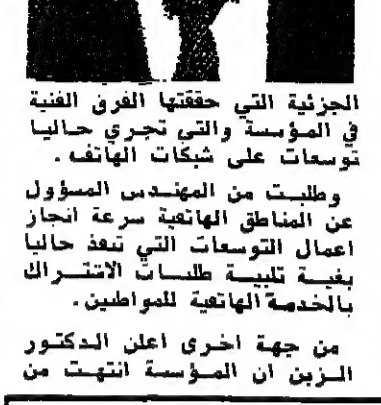 الجزئية التي حققتها الفرق الفنية
في المؤسسة والتي تجري حاليا
توسعات على شبكات الهاتف .
وطلبت من المهندس المسؤول
عن المناطق الهاتفية سرعة انجاز
اعمال التوسعات التي تنفذ حاليا
بغية تلبية طلبات الاشتراك
بالخدمة الهاتفية للمواطنين .
من جهة اخرى اعلن الدكتور
الزبن ان المؤسسة انتهت من